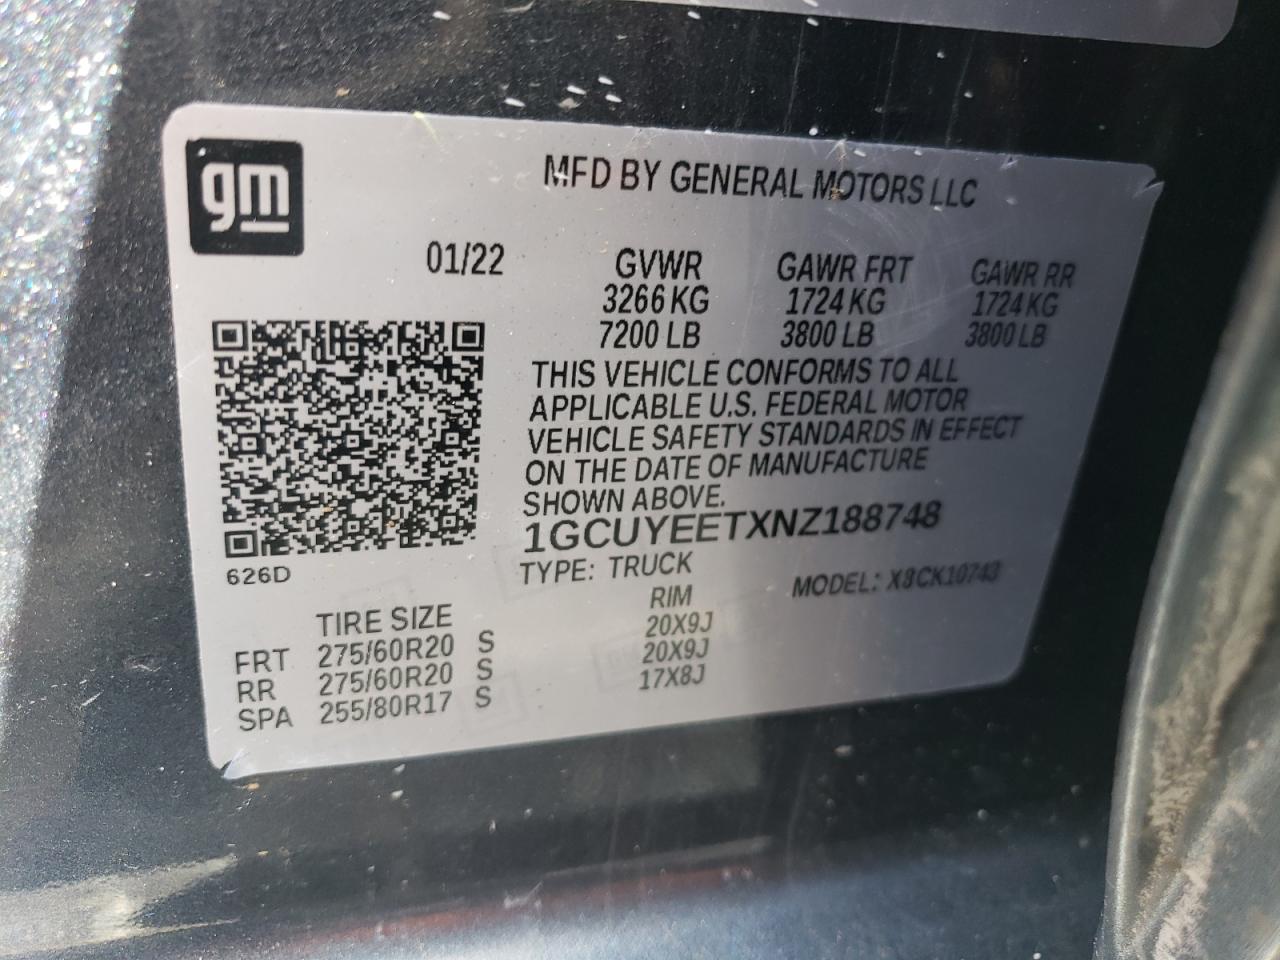 gm
MFD BY GENERAL MOTORS LLC
01/22 GVWR GAWR FRT GAWR RR
3266 KG 1724 KG 1724 KG
7200 LB 3800 LB 3800 LB
THIS VEHICLE CONFORMS TO ALL
APPLICABLE U.S. FEDERAL MOTOR
VEHICLE SAFETY STANDARDS IN EFFECT
ON THE DATE OF MANUFACTURE
SHOWN ABOVE.
1GCUYEETXNZ188748
626D
TYPE: TRUCK MODEL: X8CK10743
TIRE SIZE RIM
FRT 275/60R20 S 20X9J
RR 275/60R20 S 20X9J
SPA 255/80R17 S 17X8J